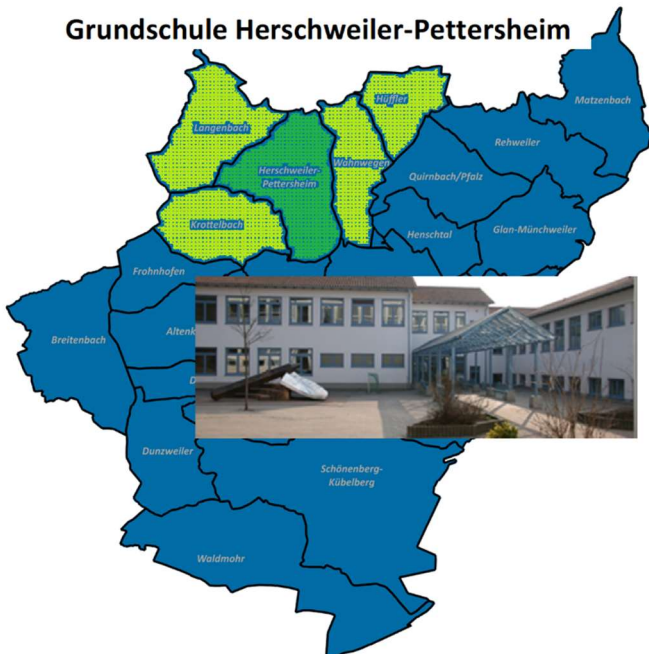 Grundschule Herschweiler-Pettersheim
Matzenbach
Hüffler
Langenbach
Rehweiler
Wahnwegen
Herschweiler-
Pettersheim
Quirnbach/Pfalz
Krottelbach
Henschtal
Glan-Münchweiler
Frohnhofen
Altenk
Breitenbach
D
Dunzweiler
Schönenberg-
Kübelberg
Waldmohr